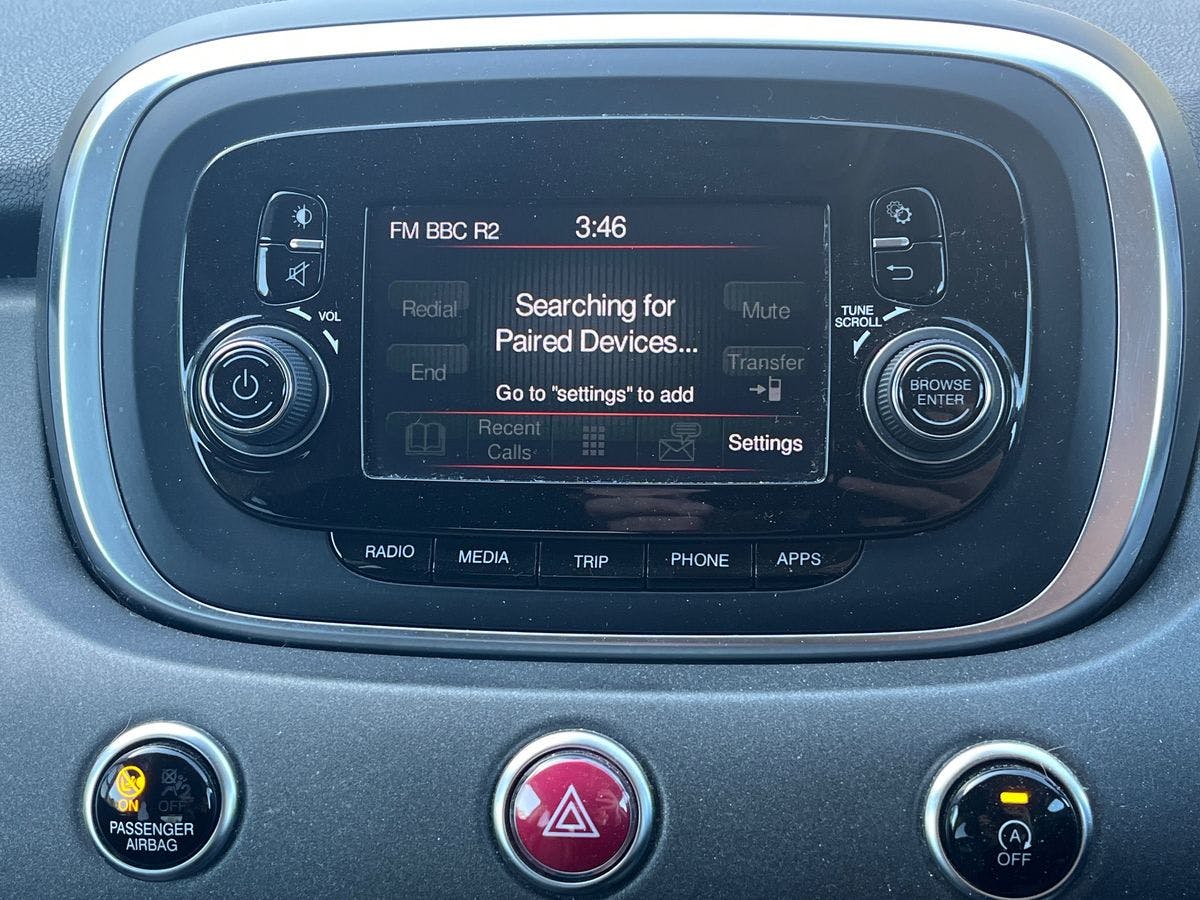 FM BBC R2
3:46
VOL
TUNE
SCROLL
Redial
Searching for
Paired Devices...
Mute
End
Transfer
Go to "settings" to add
BROWSE
ENTER
Recent
Calls
Settings
RADIO
MEDIA
TRIP
PHONE
APPS
ON
OFF
PASSENGER
AIRBAG
A
OFF